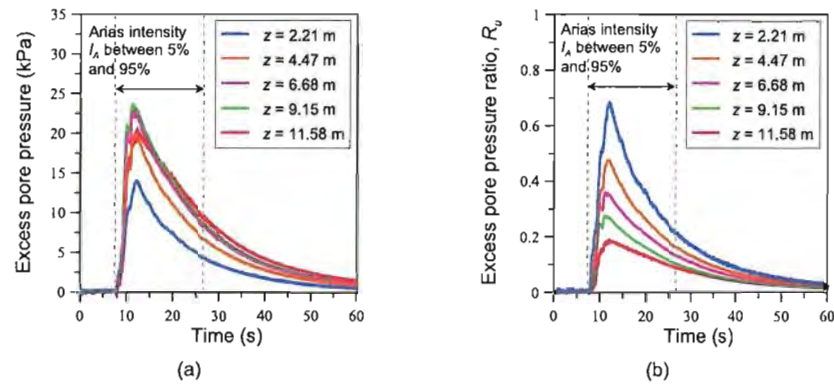 Excess pore pressure (kPa)
35
30
25
20
15
10
5
0
Arias intensity
I_A between 5%
and 95%
z = 2.21 m
z = 4.47 m
z = 6.68 m
z = 9.15 m
z = 11.58 m
0 10 20 30 40 50 60
Time (s)
(a)
Excess pore pressure ratio, R_u
1
0.8
0.6
0.4
0.2
0
Arias intensity
I_A between 5%
and 95%
z = 2.21 m
z = 4.47 m
z = 6.68 m
z = 9.15 m
z = 11.58 m
0 10 20 30 40 50 60
Time (s)
(b)